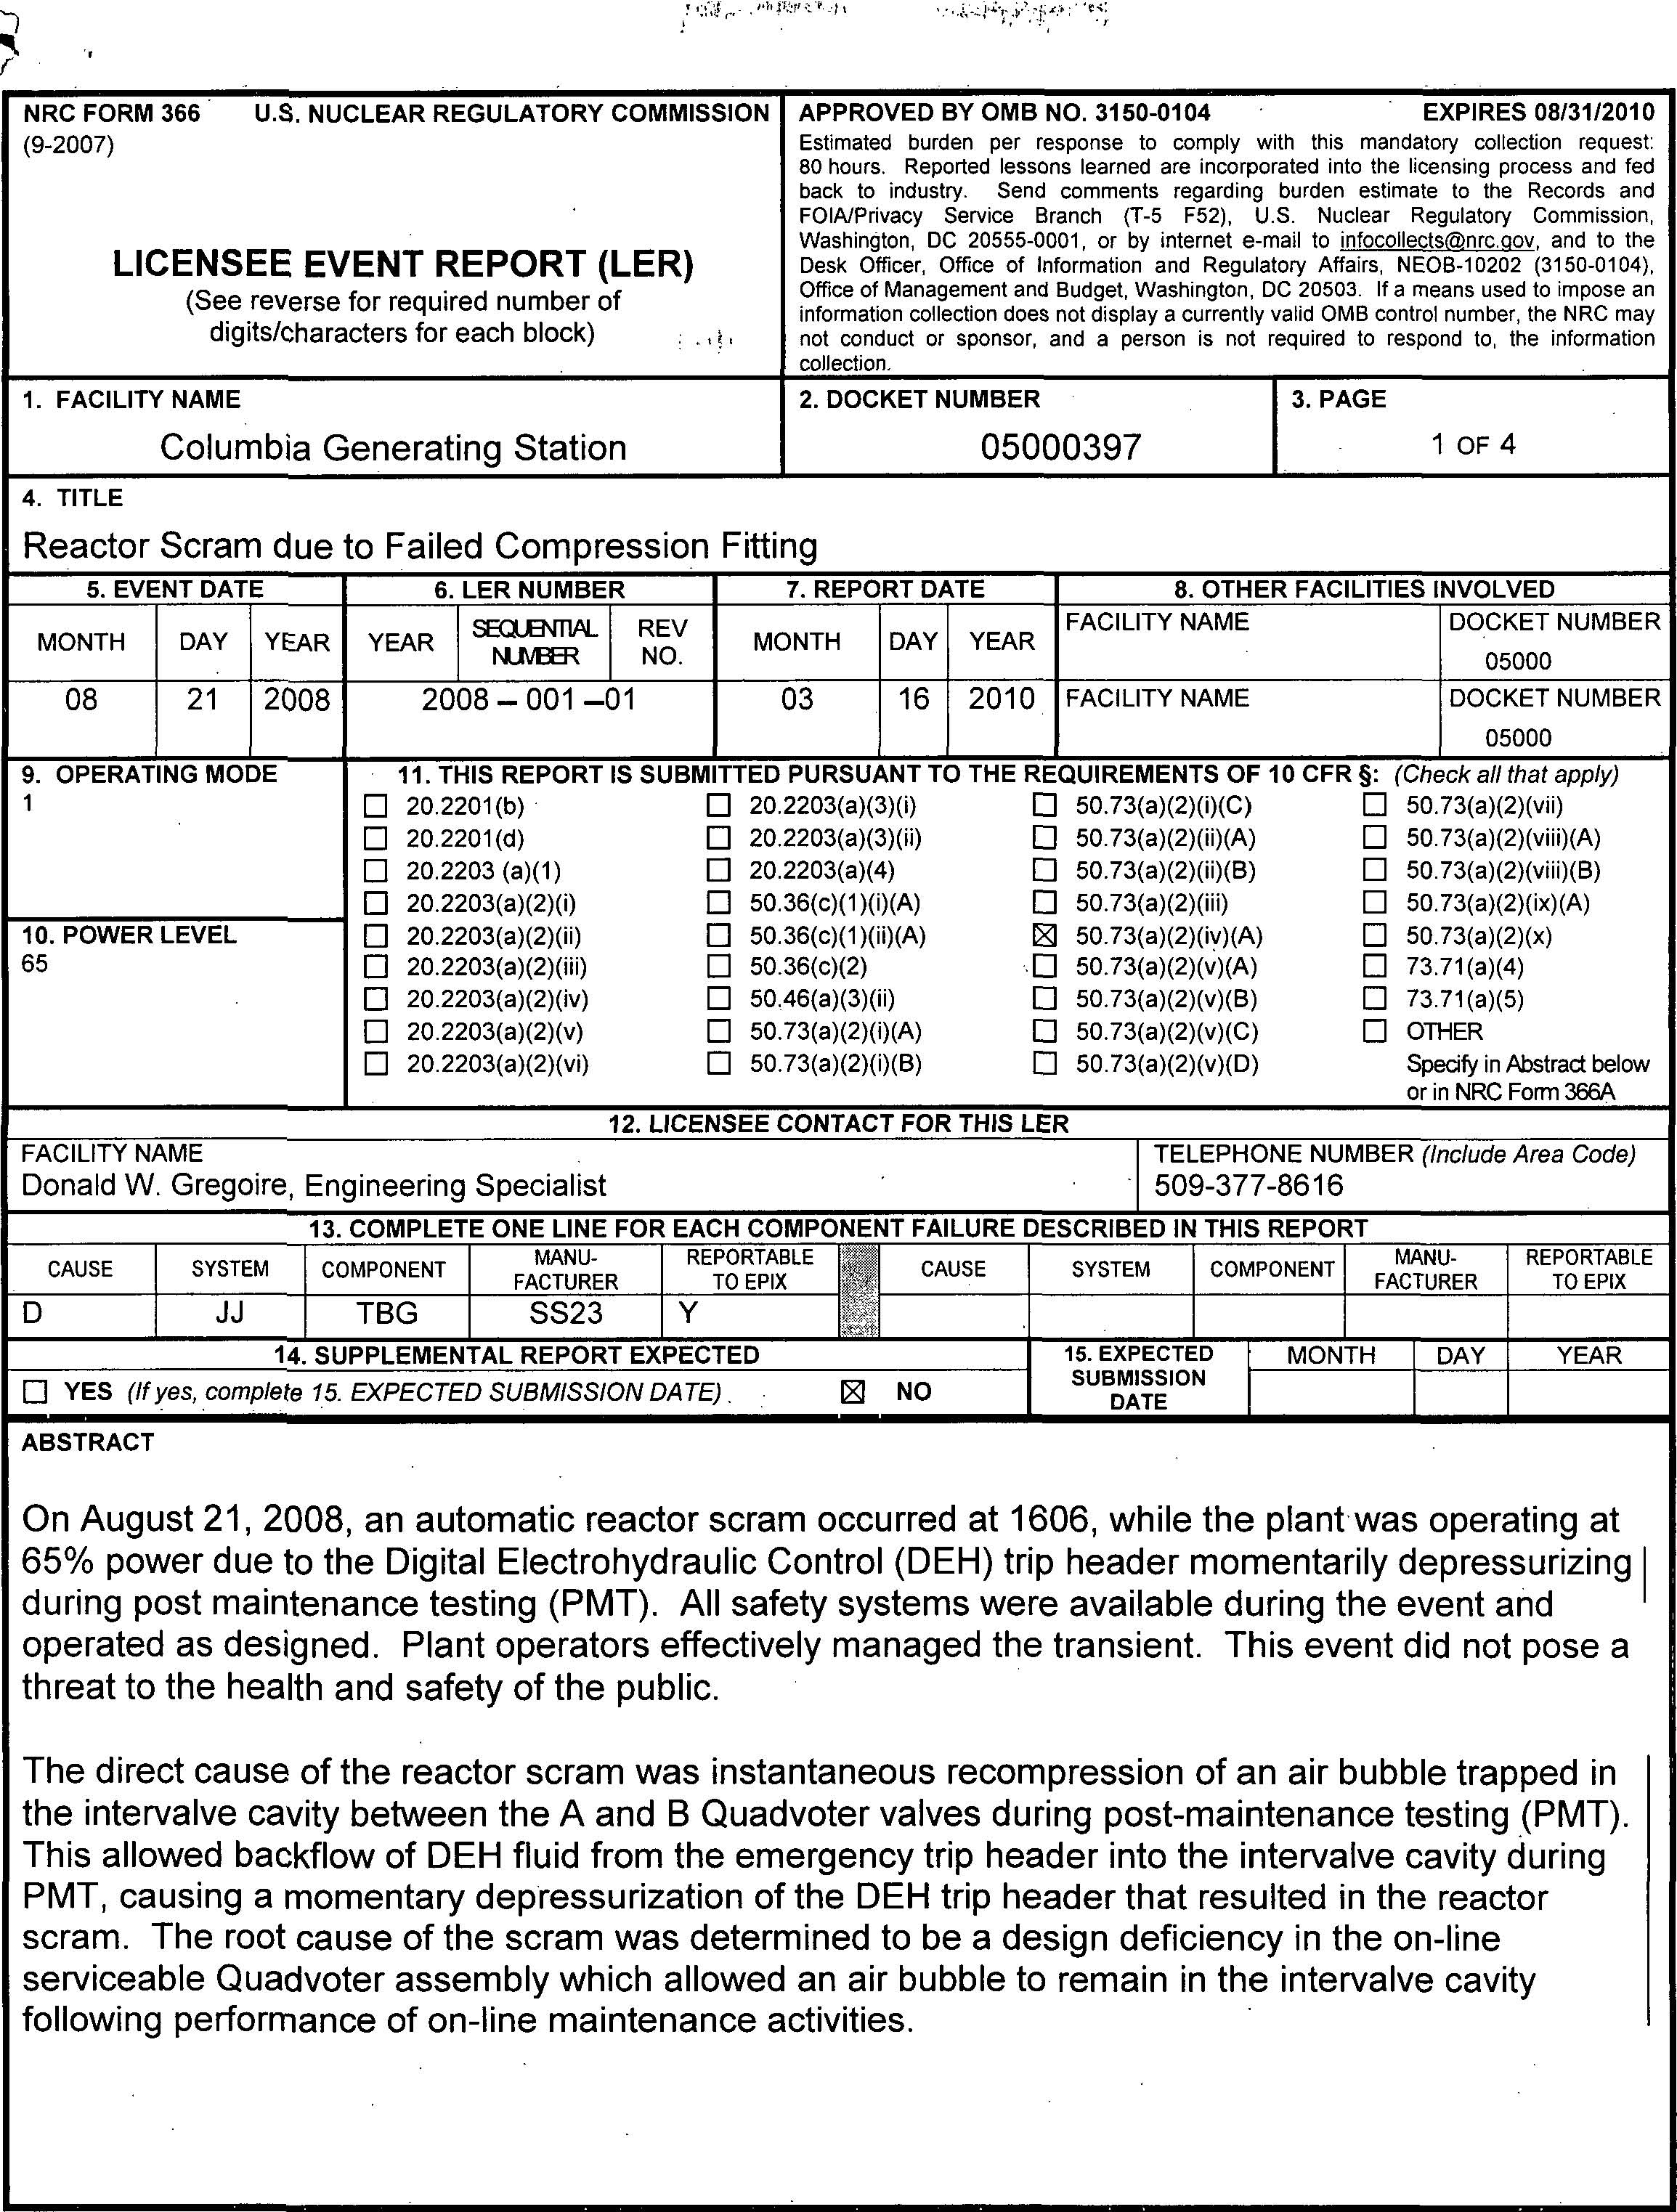 NRC FORM 366 U.S. NUCLEAR REGULATORY COMMISSION
(9-2007)
LICENSEE EVENT REPORT (LER)
(See reverse for required number of
digits/characters for each block)
APPROVED BY OMB NO. 3150-0104 EXPIRES 08/31/2010
Estimated burden per response to comply with this mandatory collection request:
80 hours. Reported lessons learned are incorporated into the licensing process and fed
back to industry. Send comments regarding burden estimate to the Records and
FOIA/Privacy Service Branch (T-5 F52), U.S. Nuclear Regulatory Commission,
Washington, DC 20555-0001, or by internet e-mail to infocollects@nrc.gov, and to the
Desk Officer, Office of Information and Regulatory Affairs, NEOB-10202 (3150-0104),
Office of Management and Budget, Washington, DC 20503. If a means used to impose an
information collection does not display a currently valid OMB control number, the NRC may
not conduct or sponsor, and a person is not required to respond to, the information
collection.
1. FACILITY NAME
Columbia Generating Station
2. DOCKET NUMBER
05000397
3. PAGE
1 OF 4
4. TITLE
Reactor Scram due to Failed Compression Fitting
5. EVENT DATE 6. LER NUMBER 7. REPORT DATE 8. OTHER FACILITIES INVOLVED
MONTH DAY YEAR YEAR SEQUENTIAL NUMBER REV NO. MONTH DAY YEAR FACILITY NAME DOCKET NUMBER
05000
08 21 2008 2008 – 001 –01 03 16 2010 FACILITY NAME DOCKET NUMBER
05000
9. OPERATING MODE
1
10. POWER LEVEL
65
11. THIS REPORT IS SUBMITTED PURSUANT TO THE REQUIREMENTS OF 10 CFR §: (Check all that apply)
☐ 20.2201(b) ☐ 20.2203(a)(3)(i) ☐ 50.73(a)(2)(i)(C) ☐ 50.73(a)(2)(vii)
☐ 20.2201(d) ☐ 20.2203(a)(3)(ii) ☐ 50.73(a)(2)(ii)(A) ☐ 50.73(a)(2)(viii)(A)
☐ 20.2203 (a)(1) ☐ 20.2203(a)(4) ☐ 50.73(a)(2)(ii)(B) ☐ 50.73(a)(2)(viii)(B)
☐ 20.2203(a)(2)(i) ☐ 50.36(c)(1)(i)(A) ☐ 50.73(a)(2)(iii) ☐ 50.73(a)(2)(ix)(A)
☐ 20.2203(a)(2)(ii) ☐ 50.36(c)(1)(ii)(A) ☒ 50.73(a)(2)(iv)(A) ☐ 50.73(a)(2)(x)
☐ 20.2203(a)(2)(iii) ☐ 50.36(c)(2) ☐ 50.73(a)(2)(v)(A) ☐ 73.71(a)(4)
☐ 20.2203(a)(2)(iv) ☐ 50.46(a)(3)(ii) ☐ 50.73(a)(2)(v)(B) ☐ 73.71(a)(5)
☐ 20.2203(a)(2)(v) ☐ 50.73(a)(2)(i)(A) ☐ 50.73(a)(2)(v)(C) ☐ OTHER
☐ 20.2203(a)(2)(vi) ☐ 50.73(a)(2)(i)(B) ☐ 50.73(a)(2)(v)(D) Specify in Abstract below
or in NRC Form 366A
12. LICENSEE CONTACT FOR THIS LER
FACILITY NAME TELEPHONE NUMBER (Include Area Code)
Donald W. Gregoire, Engineering Specialist 509-377-8616
13. COMPLETE ONE LINE FOR EACH COMPONENT FAILURE DESCRIBED IN THIS REPORT
CAUSE SYSTEM COMPONENT MANU-FACTURER REPORTABLE TO EPIX CAUSE SYSTEM COMPONENT MANU-FACTURER REPORTABLE TO EPIX
D JJ TBG SS23 Y
14. SUPPLEMENTAL REPORT EXPECTED 15. EXPECTED SUBMISSION DATE MONTH DAY YEAR
☐ YES (If yes, complete 15. EXPECTED SUBMISSION DATE). ☒ NO
ABSTRACT
On August 21, 2008, an automatic reactor scram occurred at 1606, while the plant was operating at
65% power due to the Digital Electrohydraulic Control (DEH) trip header momentarily depressurizing
during post maintenance testing (PMT). All safety systems were available during the event and
operated as designed. Plant operators effectively managed the transient. This event did not pose a
threat to the health and safety of the public.
The direct cause of the reactor scram was instantaneous recompression of an air bubble trapped in
the intervalve cavity between the A and B Quadvoter valves during post-maintenance testing (PMT).
This allowed backflow of DEH fluid from the emergency trip header into the intervalve cavity during
PMT, causing a momentary depressurization of the DEH trip header that resulted in the reactor
scram. The root cause of the scram was determined to be a design deficiency in the on-line
serviceable Quadvoter assembly which allowed an air bubble to remain in the intervalve cavity
following performance of on-line maintenance activities.